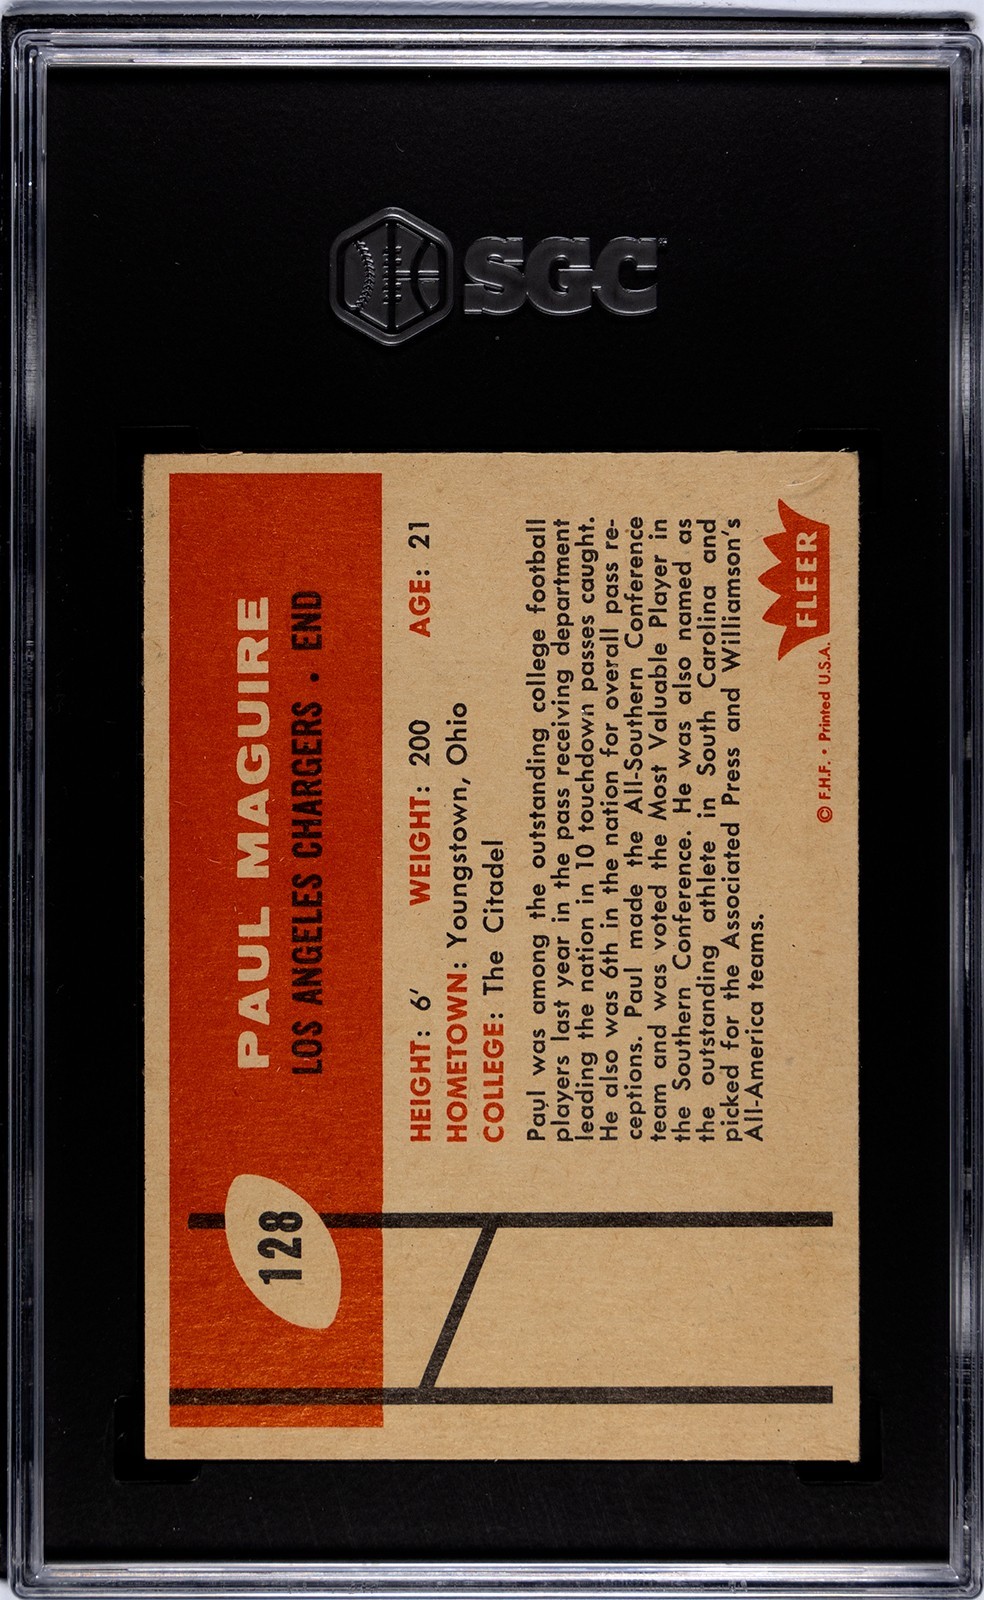 SGC
128
PAUL MAGUIRE
LOS ANGELES CHARGERS . END
HEIGHT: 6' WEIGHT: 200 AGE: 21
HOMETOWN: Youngstown, Ohio
COLLEGE: The Citadel
Paul was among the outstanding college football
players last year in the pass receiving department
leading the nation in 10 touchdown passes caught.
He also was 6th in the nation for overall pass re-
ceptions. Paul made the All-Southern Conference
team and was voted the Most Valuable Player in
the Southern Conference. He was also named as
the outstanding athlete in South Carolina and
picked for the Associated Press and Williamson's
All-America teams.
FLEER
© F.H.F. • Printed U.S.A.